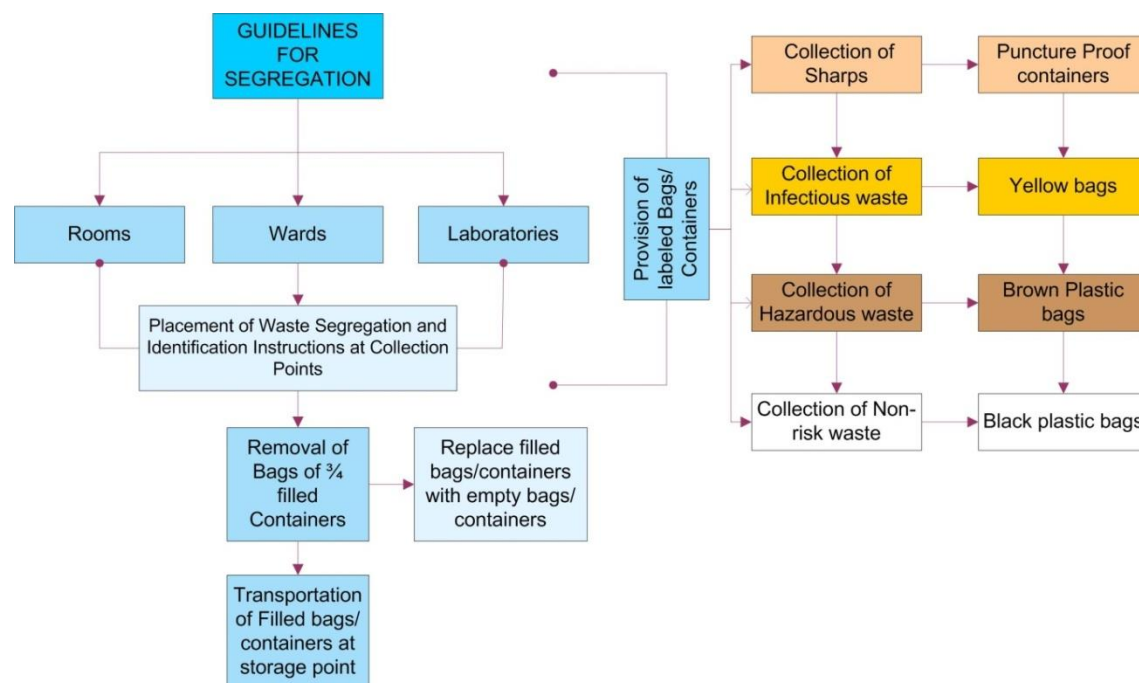 GUIDELINES
FOR
SEGREGATION
Rooms
Wards
Laboratories
Placement of Waste Segregation and
Identification Instructions at Collection
Points
Removal of
Bags of ¾
filled
Containers
Replace filled
bags/containers
with empty bags/
containers
Transportation
of Filled bags/
containers at
storage point
Provision of
labeled Bags/
Containers
Collection of
Sharps
Puncture Proof
containers
Collection of
Infectious waste
Yellow bags
Collection of
Hazardous waste
Brown Plastic
bags
Collection of Non-
risk waste
Black plastic bags